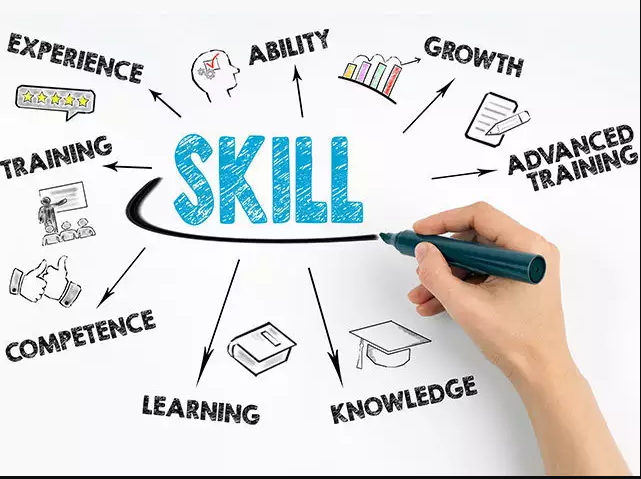 EXPERIENCE
ABILITY
GROWTH
TRAINING
SKILL
ADVANCED
TRAINING
COMPETENCE
LEARNING
KNOWLEDGE